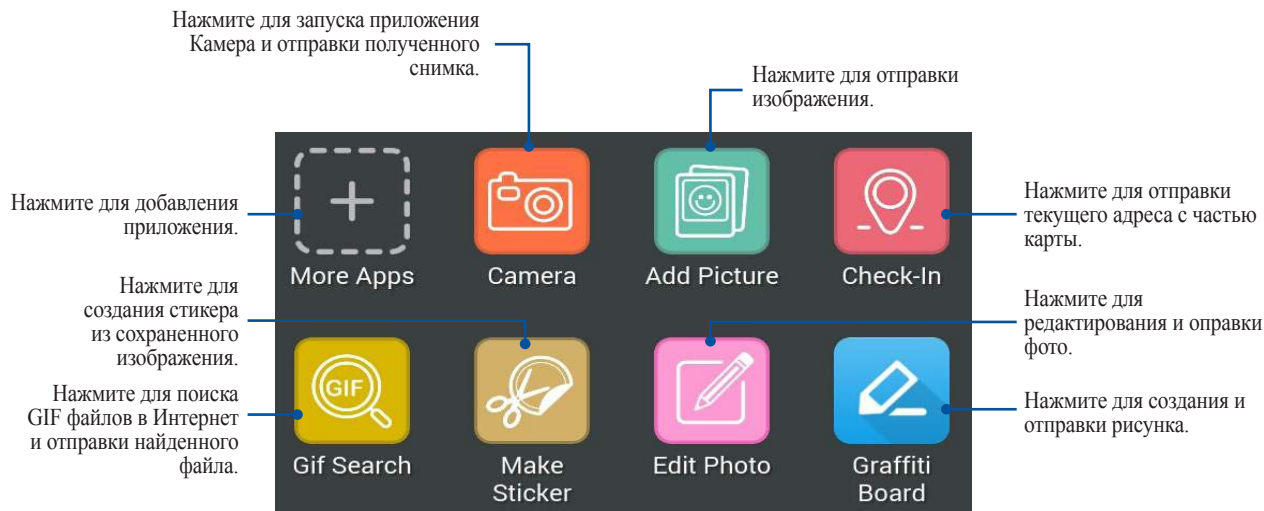 Нажмите для запуска приложения
Камера и отправки полученного
снимка.
Нажмите для отправки
изображения.
Нажмите для добавления
приложения.
More Apps
Camera
Add Picture
Check-In
Нажмите для отправки
текущего адреса с частью
карты.
Нажмите для
создания стикера
из сохраненного
изображения.
Нажмите для
редактирования и оправки
фото.
Нажмите для поиска
GIF файлов в Интернет
и отправки найденного
файла.
GIF
Gif Search
Make
Sticker
Edit Photo
Graffiti
Board
Нажмите для создания и
отправки рисунка.